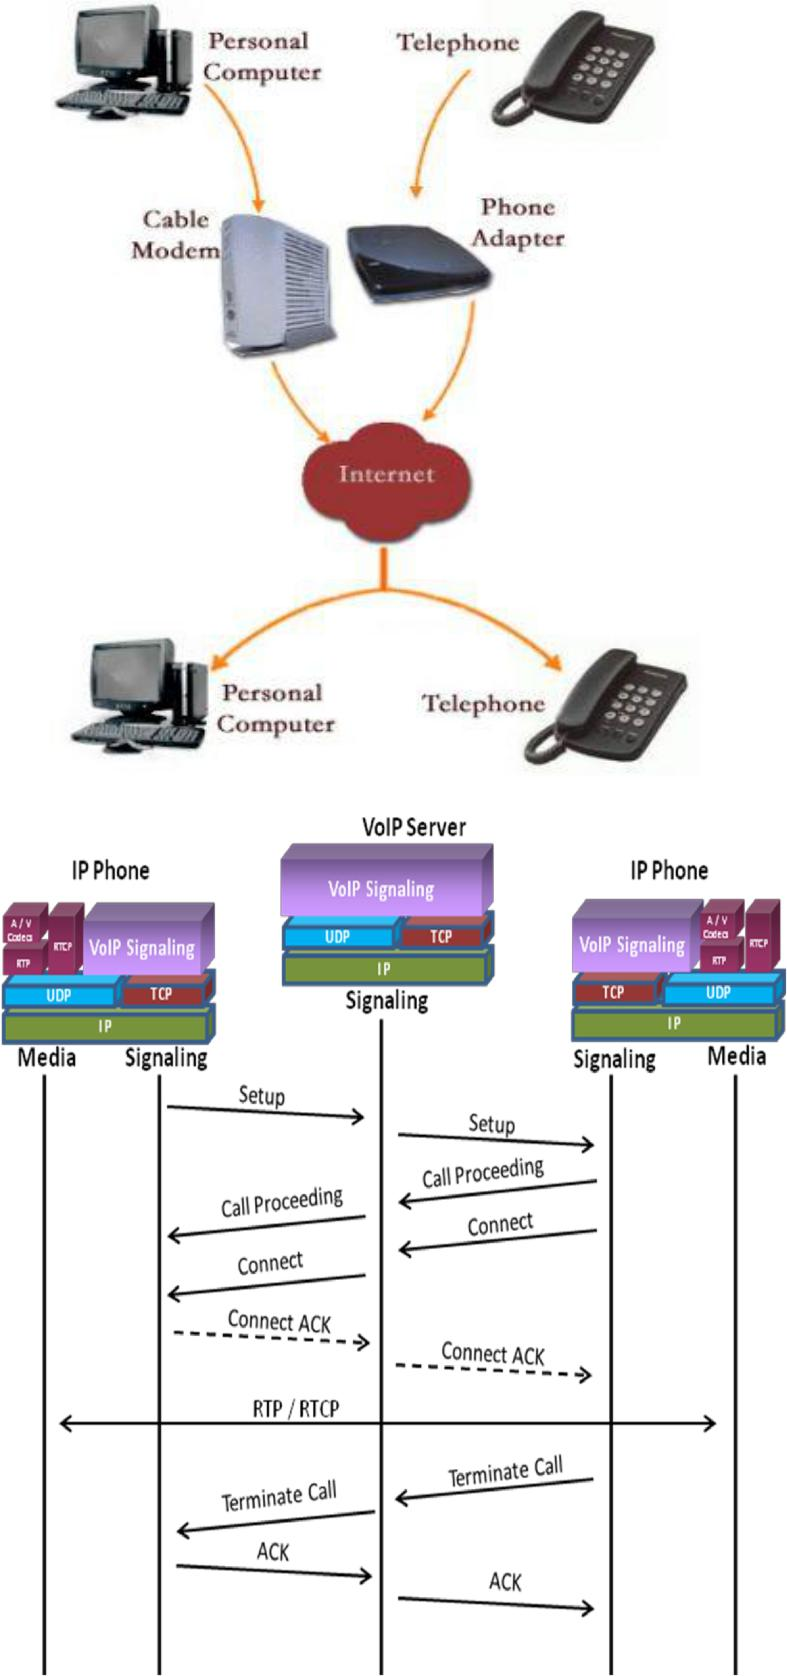 Personal
Computer
Telephone
Cable
Modem
Phone
Adapter
Internet
Personal
Computer
Telephone
VoIP Server
IP Phone
IP Phone
VoIP Signaling
A / V
Codecs
RTCP
RTP
VoIP Signaling
UDP
TCP
IP
UDP
TCP
IP
VoIP Signaling
A / V
Codecs
RTCP
RTP
TCP
UDP
IP
Signaling
Media
Signaling
Signaling
Media
Setup
Setup
Call Proceeding
Call Proceeding
Connect
Connect
Connect ACK
Connect ACK
RTP / RTCP
Terminate Call
Terminate Call
ACK
ACK